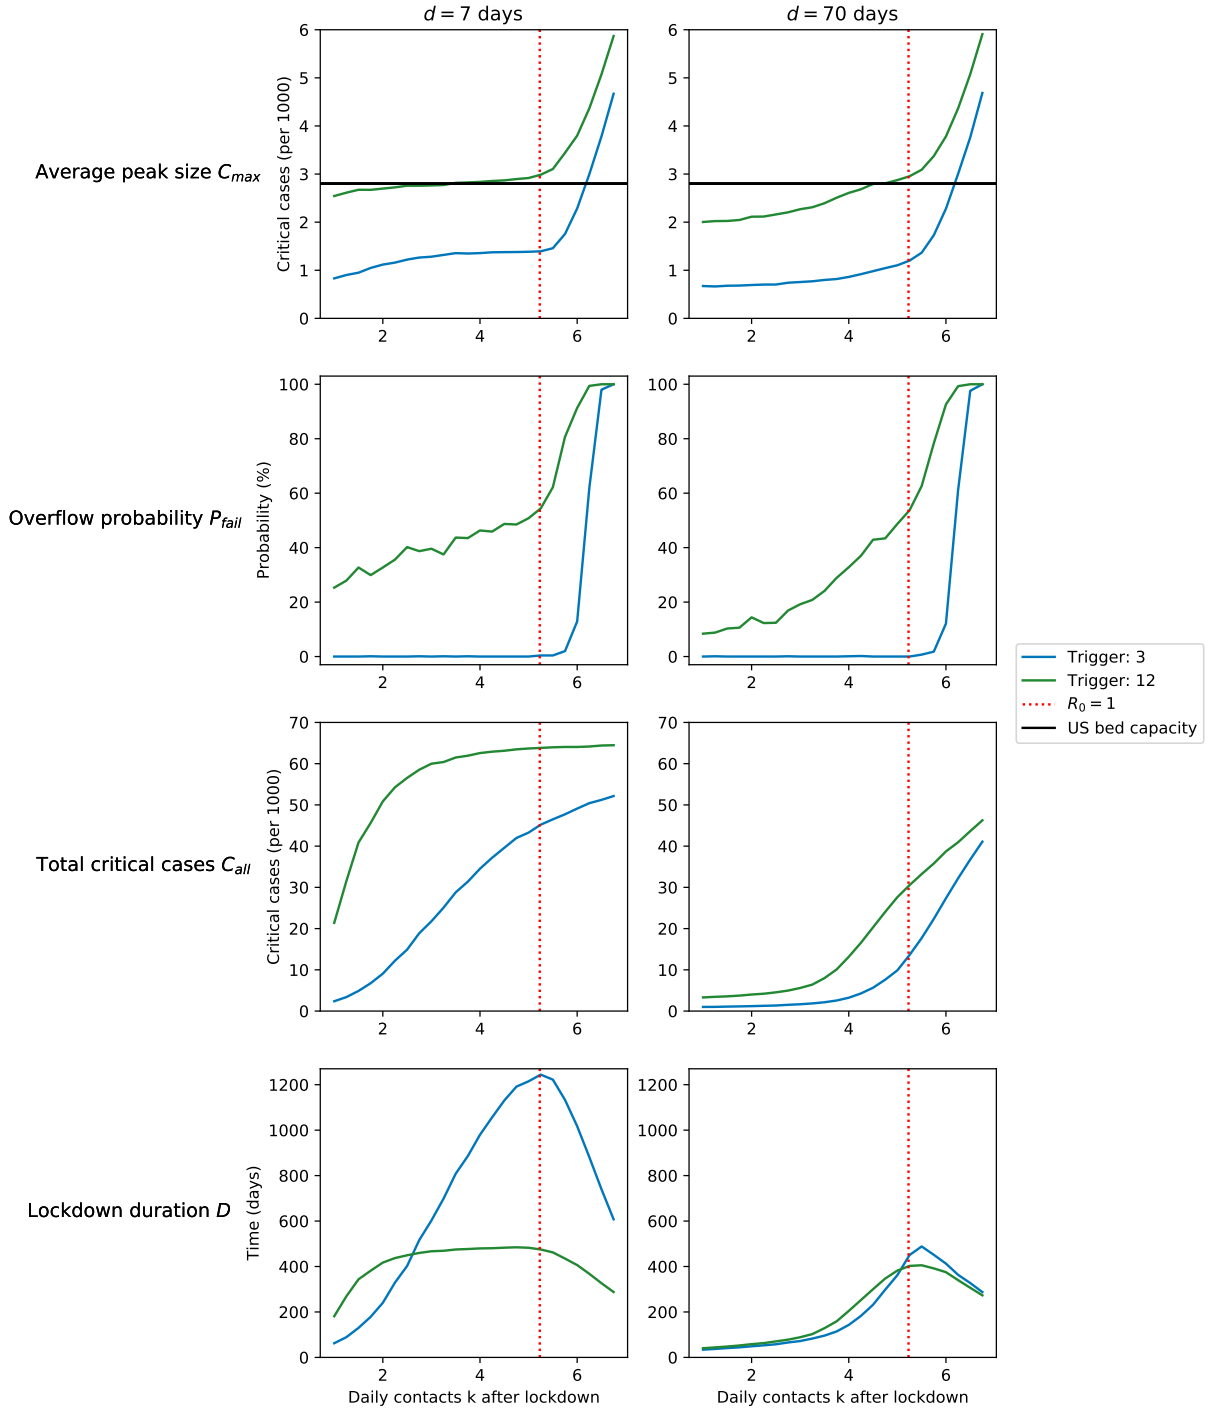 d = 7 days
d = 70 days
Average peak size C_max
Critical cases (per 1000)
6
5
4
3
2
1
0
2 4 6
6
5
4
3
2
1
0
2 4 6
Overflow probability P_fail
Probability (%)
100
80
60
40
20
0
2 4 6
100
80
60
40
20
0
2 4 6
Trigger: 3
Trigger: 12
R_0 = 1
US bed capacity
Total critical cases C_all
Critical cases (per 1000)
70
60
50
40
30
20
10
0
2 4 6
70
60
50
40
30
20
10
0
2 4 6
Lockdown duration D
Time (days)
1200
1000
800
600
400
200
0
2 4 6
Daily contacts k after lockdown
1200
1000
800
600
400
200
0
2 4 6
Daily contacts k after lockdown